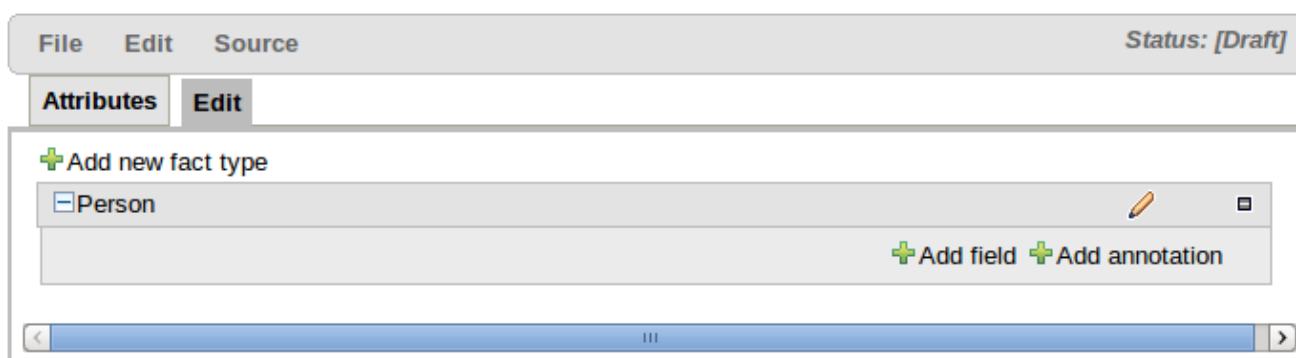 File Edit Source Status: [Draft]
Attributes Edit
Add new fact type
Person
Add field Add annotation